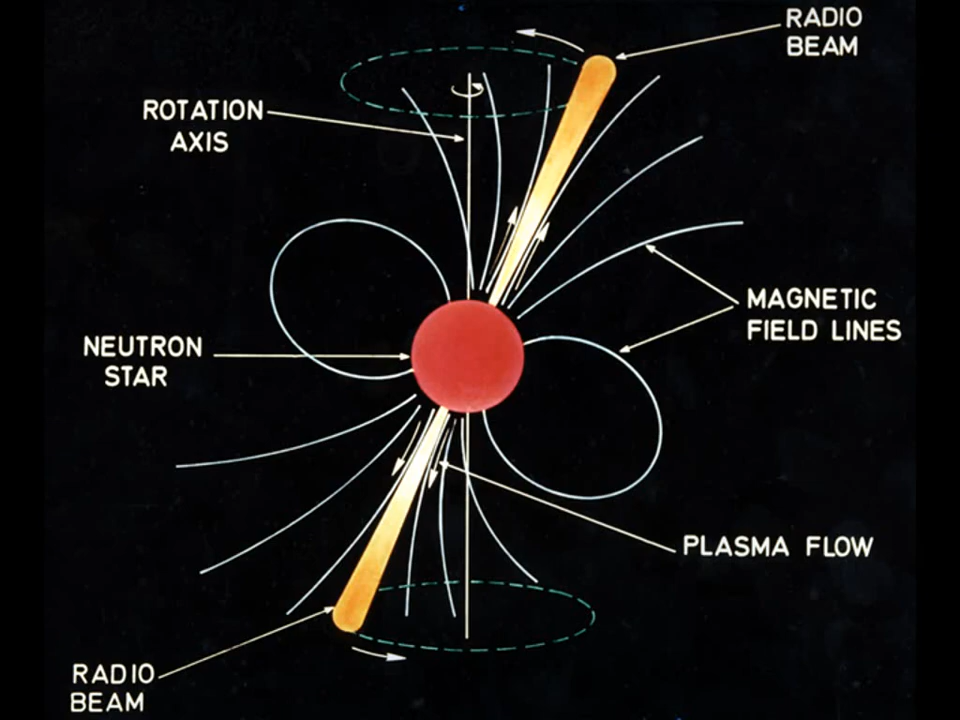 RADIO
BEAM
ROTATION
AXIS
MAGNETIC
FIELD LINES
NEUTRON
STAR
PLASMA FLOW
RADIO
BEAM